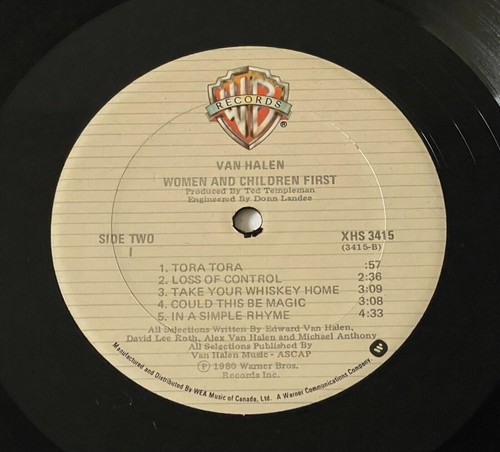 WB
RECORDS
®
VAN HALEN
WOMEN AND CHILDREN FIRST
Produced By Ted Templeman
Engineered By Donn Landee
SIDE TWO
I
XHS 3415
(3415-B)
1. TORA TORA :57
2. LOSS OF CONTROL 2:36
3. TAKE YOUR WHISKEY HOME 3:09
4. COULD THIS BE MAGIC 3:08
5. IN A SIMPLE RHYME 4:33
All Selections Written By Edward Van Halen,
David Lee Roth, Alex Van Halen and Michael Anthony
All Selections Published By
Van Halen Music - ASCAP
℗ 1980 Warner Bros.
Records Inc.
Manufactured and Distributed By WEA Music of Canada, Ltd. A Warner Communications Company.